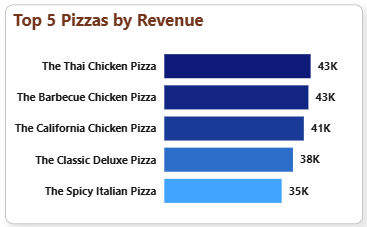 Top 5 Pizzas by Revenue
The Thai Chicken Pizza 43K
The Barbecue Chicken Pizza 43K
The California Chicken Pizza 41K
The Classic Deluxe Pizza 38K
The Spicy Italian Pizza 35K